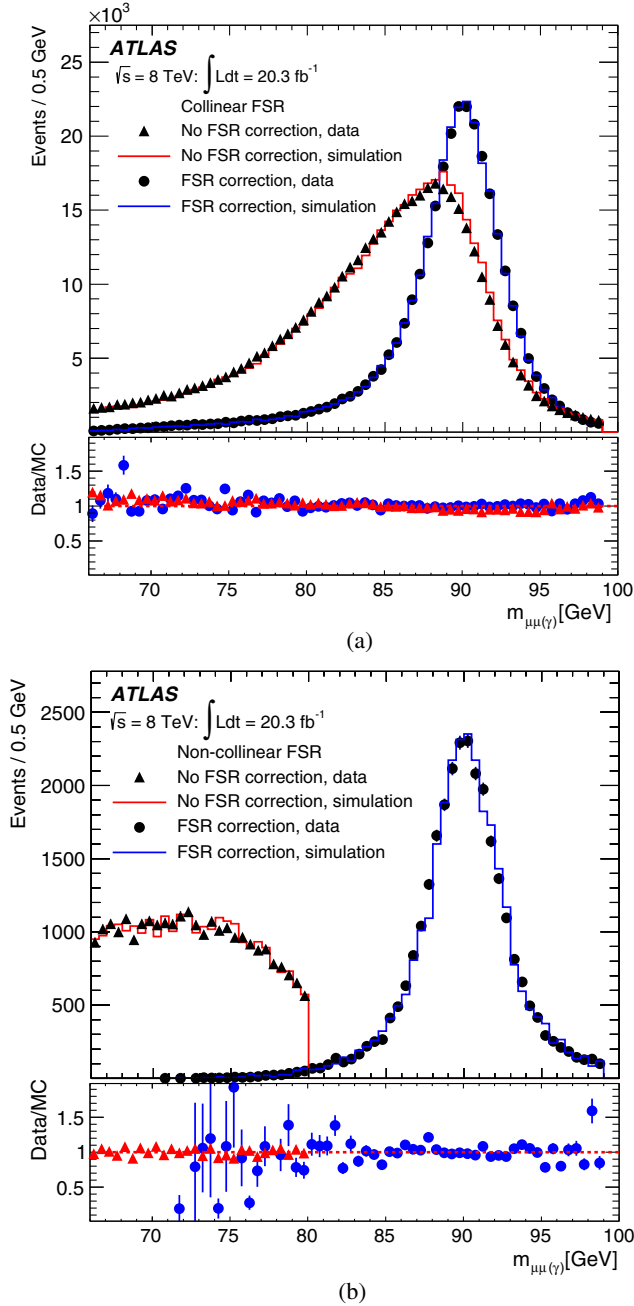 ×10³
Events / 0.5 GeV
25
20
15
10
5
ATLAS
√s = 8 TeV: ∫Ldt = 20.3 fb⁻¹
Collinear FSR
No FSR correction, data
No FSR correction, simulation
FSR correction, data
FSR correction, simulation
Data/MC
1.5
1
0.5
70 75 80 85 90 95 100
mμμ(γ)[GeV]
(a)
Events / 0.5 GeV
2500
2000
1500
1000
500
ATLAS
√s = 8 TeV: ∫Ldt = 20.3 fb⁻¹
Non-collinear FSR
No FSR correction, data
No FSR correction, simulation
FSR correction, data
FSR correction, simulation
Data/MC
1.5
1
0.5
70 75 80 85 90 95 100
mμμ(γ)[GeV]
(b)